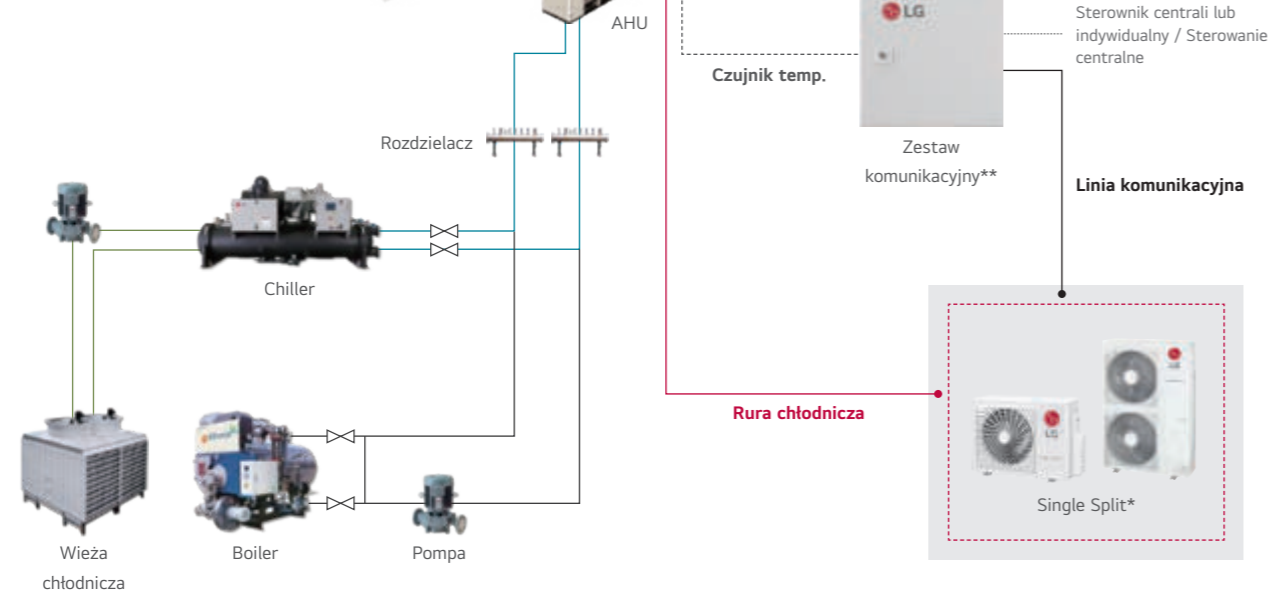 AHU
LG
Sterownik centrali lub
indywidualny / Sterowanie
centralne
Czujnik temp.
Rozdzielacz
Zestaw
komunikacyjny**
Linia komunikacyjna
Chiller
Rura chłodnicza
LG
LG
Single Split*
Wieża
chłodnicza
Boiler
Pompa